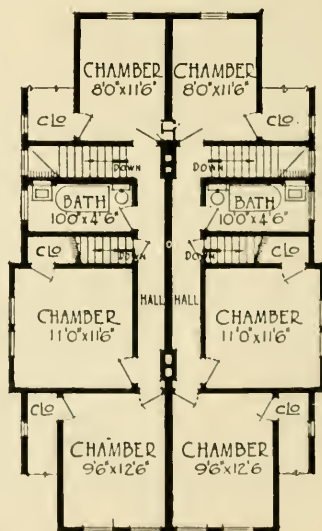 CHAMBER CHAMBER
8'0"X11'6" 8'0"X11'6"
CLO CLO
DOWN DOWN
BATH BATH
10'0"X4'6" 10'0"X4'6"
CLO CLO
DOWN DOWN
HALL HALL
CHAMBER CHAMBER
11'0"X11'6" 11'0"X11'6"
CLO CLO
CHAMBER CHAMBER
9'6"X12'6" 9'6"X12'6